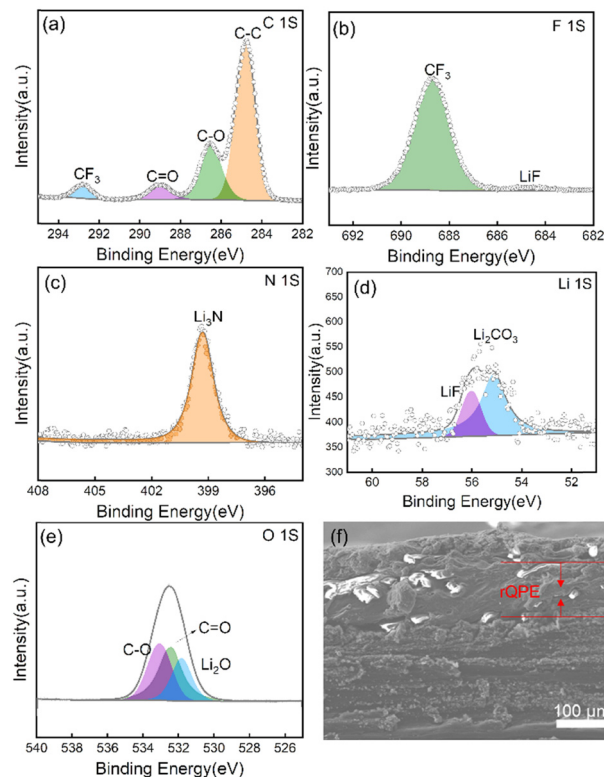 (a)
C 1S
C-C
C-O
C=O
CF₃
Intensity(a.u.)
294 292 290 288 286 284 282
Binding Energy(eV)
(b)
F 1S
CF₃
LiF
Intensity(a.u.)
692 690 688 686 684 682
Binding Energy(eV)
(c)
N 1S
Li₃N
Intensity(a.u.)
408 405 402 399 396
Binding Energy(eV)
(d)
Li 1S
Li₂CO₃
LiF
Intensity(a.u.)
700
650
600
550
500
450
400
350
300
60 58 56 54 52
Binding Energy(eV)
(e)
O 1S
C-O
C=O
Li₂O
Intensity(a.u.)
540 538 536 534 532 530 528 526
Binding Energy(eV)
(f)
rQPE
100 μm